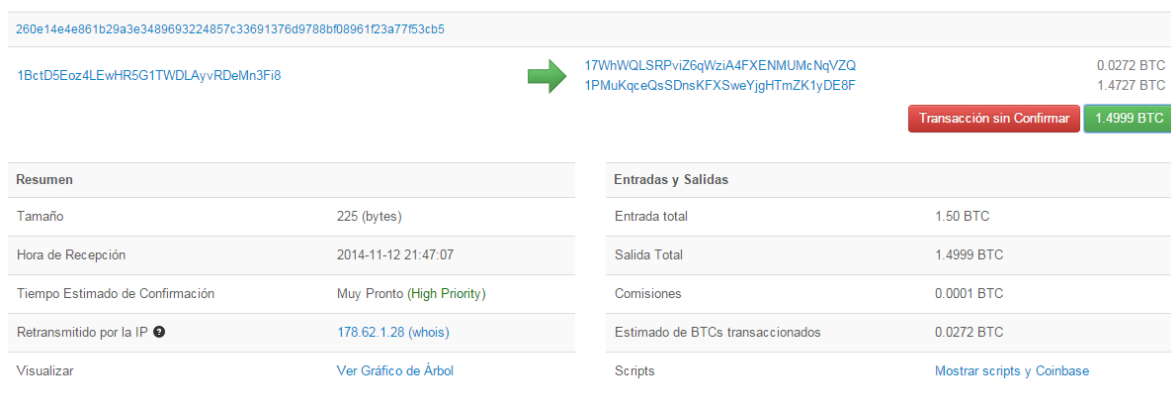 260e14e4e861b29a3e3489693224857c33691376d9788bf08961f23a77f53cb5
1BctD5Eoz4LEwHR5G1TWDLAyvRDeMn3Fi8
17WhWQLSRPviZ6qWziA4FXENMUMcNqVZQ 0.0272 BTC
1PMuKqceQsSDnsKFXSweYjgHTmZK1yDE8F 1.4727 BTC
Transacción sin Confirmar 1.4999 BTC
Resumen
Tamaño 225 (bytes)
Hora de Recepción 2014-11-12 21:47:07
Tiempo Estimado de Confirmación Muy Pronto (High Priority)
Retransmitido por la IP 178.62.1.28 (whois)
Visualizar Ver Gráfico de Àrbol
Entradas y Salidas
Entrada total 1.50 BTC
Salida Total 1.4999 BTC
Comisiones 0.0001 BTC
Estimado de BTCs transaccionados 0.0272 BTC
Scripts Mostrar scripts y Coinbase